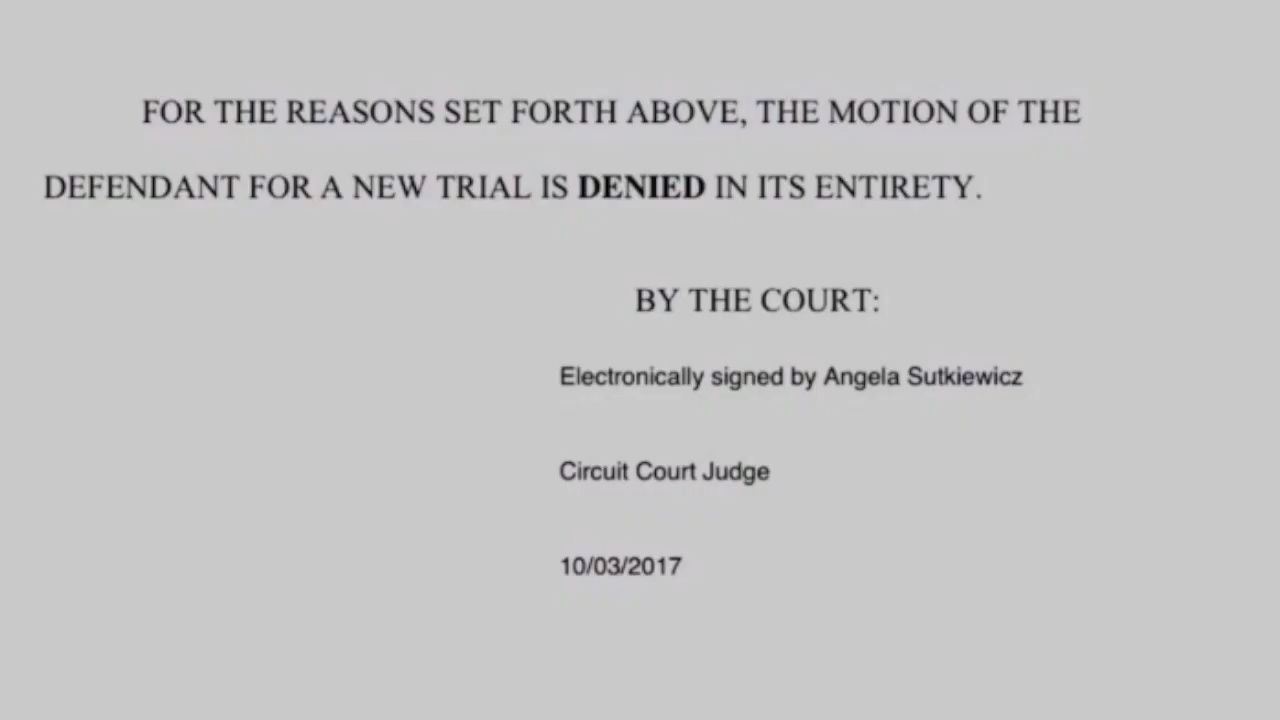 FOR THE REASONS SET FORTH ABOVE, THE MOTION OF THE
DEFENDANT FOR A NEW TRIAL IS DENIED IN ITS ENTIRETY.
BY THE COURT:
Electronically signed by Angela Sutkiewicz
Circuit Court Judge
10/03/2017